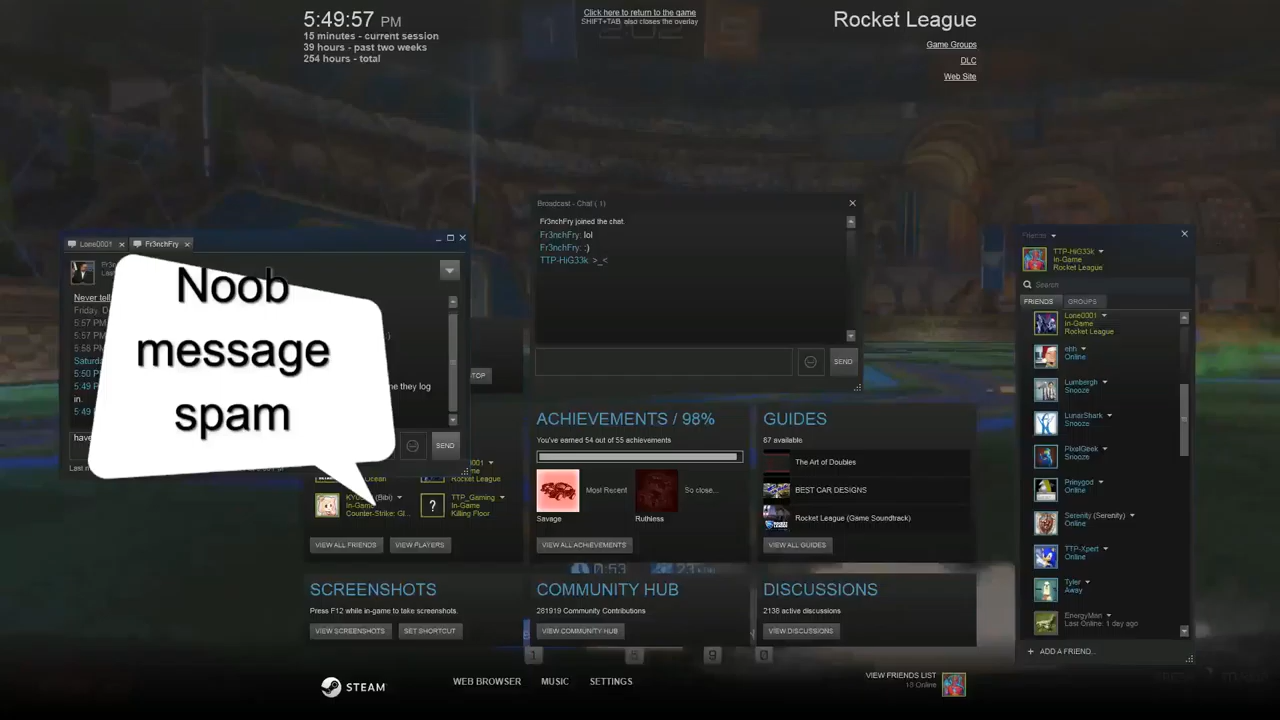 5:49:57 PM
15 minutes - current session
39 hours - past two weeks
254 hours - total
Click here to return to the game
SHIFT+TAB also closes the overlay
Rocket League
Game Groups
DLC
Web Site
Broadcast - Chat ( 1 )
Fr3nchFry joined the chat.
Fr3nchFry: lol
Fr3nchFry: :)
TTP-HiG33k >_<
SEND
Lone0001
Fr3nchFry
Never tell
Friday,
5:57 PM
5:57 PM
5:58 PM
5:50
5:49
me they log
in.
5:49
have
SEND
Noob
message
spam
Friends
TTP-HiG33k
In-Game
Rocket League
Search
FRIENDS GROUPS
Lone0001
In-Game
Rocket League
ehh
Online
Lumbergh
Snooze
LunarShark
Snooze
PixelGeek
Snooze
Prinygod
Online
Serenity (Serenity)
Online
TTP-Xpert
Online
Tyler
Away
EnergyMan
Last Online: 1 day ago
+ ADD A FRIEND...
(Bibi)
In-Game
Counter-Strike: Gl...
TTP_Gaming
In-Game
Killing Floor
VIEW ALL FRIENDS
VIEW PLAYERS
ACHIEVEMENTS / 98%
You've earned 54 out of 55 achievements
Most Recent
So close...
Savage
Ruthless
VIEW ALL ACHIEVEMENTS
GUIDES
67 available
The Art of Doubles
BEST CAR DESIGNS
Rocket League (Game Soundtrack)
VIEW ALL GUIDES
SCREENSHOTS
Press F12 while in-game to take screenshots.
VIEW SCREENSHOTS
SET SHORTCUT
COMMUNITY HUB
281919 Community Contributions
VIEW COMMUNITY HUB
DISCUSSIONS
2138 active discussions
VIEW DISCUSSIONS
STEAM
WEB BROWSER
MUSIC
SETTINGS
VIEW FRIENDS LIST
13 Online